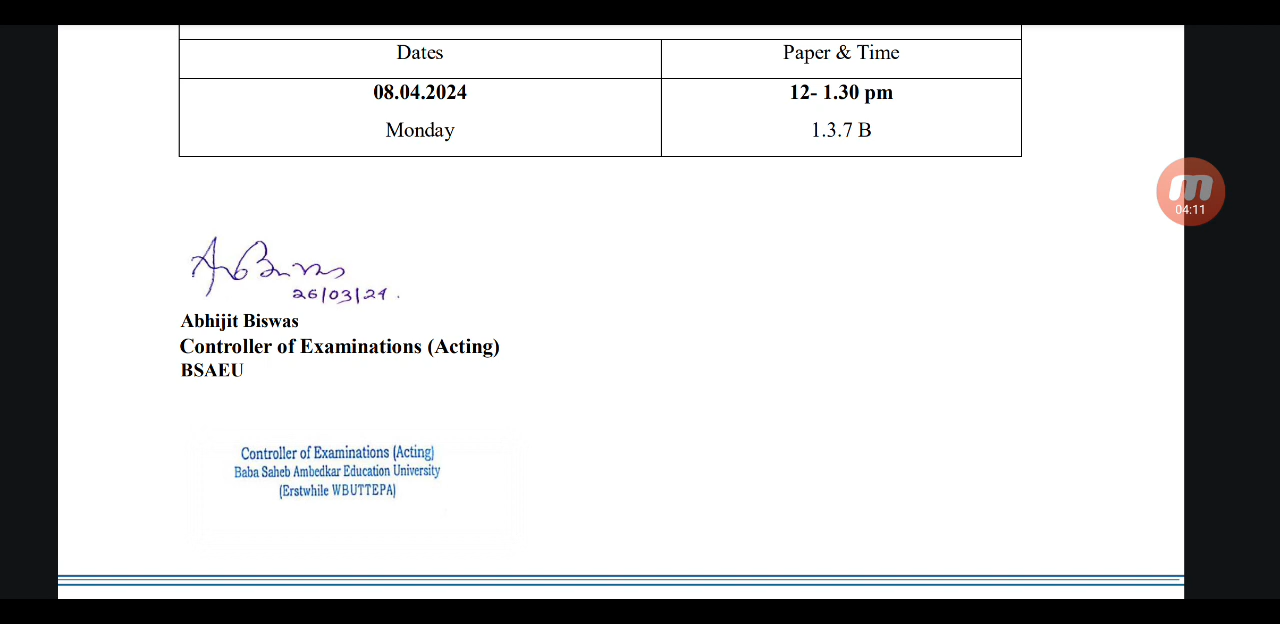 Dates
Paper & Time
08.04.2024
12- 1.30 pm
Monday
1.3.7 B
04:11
26/03/24.
Abhijit Biswas
Controller of Examinations (Acting)
BSAEU
Controller of Examinations (Acting)
Baba Saheb Ambedkar Education University
(Erstwhile WBUTTEPA)